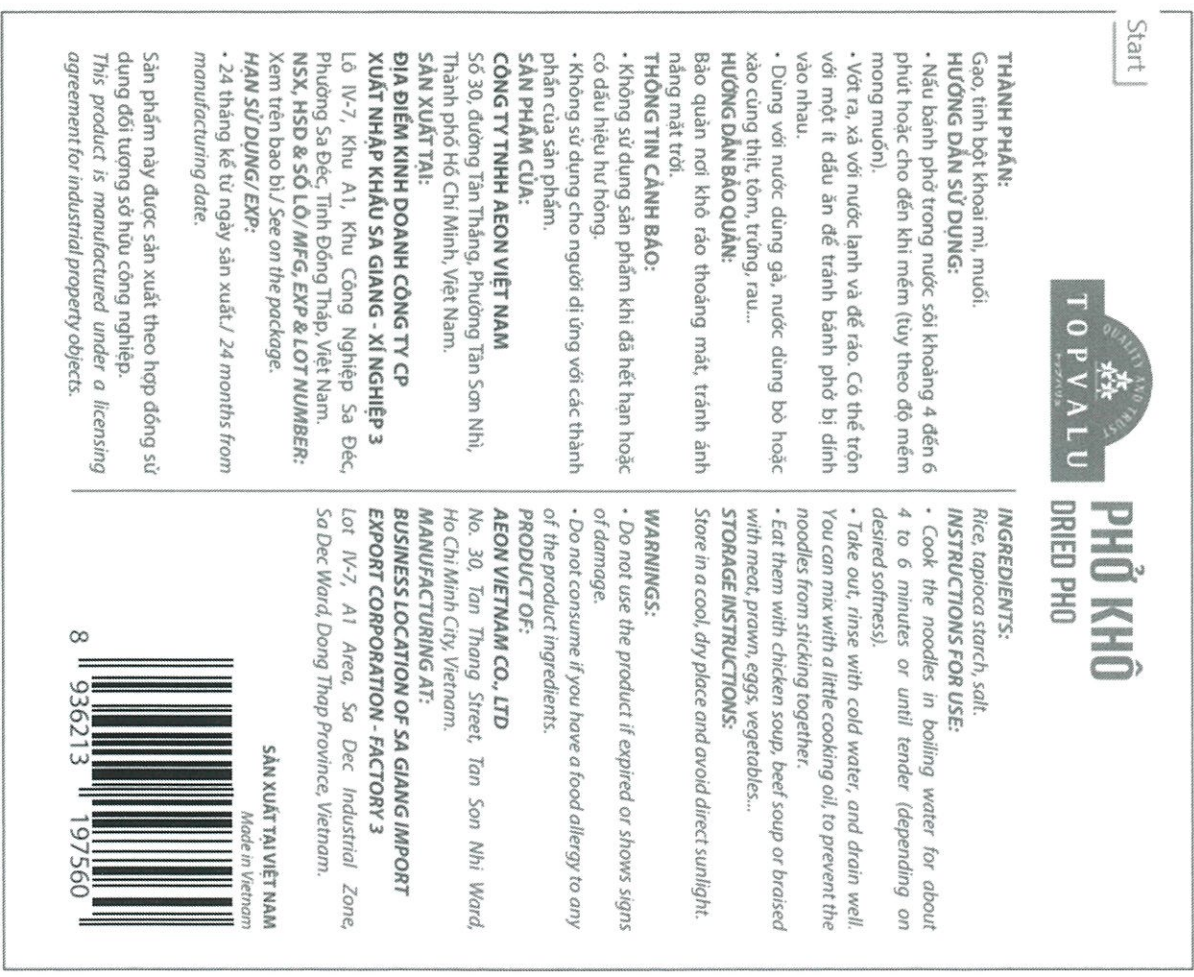 Start
QUALITY AND TRUST
TOPVALU
トップバリュ
PHỞ KHÔ
DRIED PHO
THÀNH PHẦN:
Gạo, tinh bột khoai mì, muối.
HƯỚNG DẪN SỬ DỤNG:
• Nấu bánh phở trong nước sôi khoảng 4 đến 6
phút hoặc cho đến khi mềm (tùy theo độ mềm
mong muốn).
• Vớt ra, xả với nước lạnh và để ráo. Có thể trộn
với một ít dầu ăn để tránh bánh phở bị dính
vào nhau.
• Dùng với nước dùng gà, nước dùng bò hoặc
xào cùng thịt, tôm, trứng, rau...
HƯỚNG DẪN BẢO QUẢN:
Bảo quản nơi khô ráo thoáng mát, tránh ánh
nắng mặt trời.
THÔNG TIN CẢNH BÁO:
• Không sử dụng sản phẩm khi đã hết hạn hoặc
có dấu hiệu hư hỏng.
• Không sử dụng cho người dị ứng với các thành
phần của sản phẩm.
SẢN PHẨM CỦA:
CÔNG TY TNHH AEON VIỆT NAM
Số 30, đường Tân Thắng, Phường Tân Sơn Nhì,
Thành phố Hồ Chí Minh, Việt Nam.
SẢN XUẤT TẠI:
ĐỊA ĐIỂM KINH DOANH CÔNG TY CP
XUẤT NHẬP KHẨU SA GIANG - XÍ NGHIỆP 3
Lô IV-7, Khu A1, Khu Công Nghiệp Sa Đéc,
Phường Sa Đéc, Tỉnh Đồng Tháp, Việt Nam.
NSX, HSD & SỐ LÔ/ MFG, EXP & LOT NUMBER:
Xem trên bao bì./ See on the package.
HẠN SỬ DỤNG/ EXP:
• 24 tháng kể từ ngày sản xuất./ 24 months from
manufacturing date.
Sản phẩm này được sản xuất theo hợp đồng sử
dụng đối tượng sở hữu công nghiệp.
This product is manufactured under a licensing
agreement for industrial property objects.
INGREDIENTS:
Rice, tapioca starch, salt.
INSTRUCTIONS FOR USE:
• Cook the noodles in boiling water for about
4 to 6 minutes or until tender (depending on
desired softness).
• Take out, rinse with cold water, and drain well.
You can mix with a little cooking oil, to prevent the
noodles from sticking together.
• Eat them with chicken soup, beef soup or braised
with meat, prawn, eggs, vegetables...
STORAGE INSTRUCTIONS:
Store in a cool, dry place and avoid direct sunlight.
WARNINGS:
• Do not use the product if expired or shows signs
of damage.
• Do not consume if you have a food allergy to any
of the product ingredients.
PRODUCT OF:
AEON VIETNAM CO., LTD
No. 30, Tan Thang Street, Tan Son Nhi Ward,
Ho Chi Minh City, Vietnam.
MANUFACTURING AT:
BUSINESS LOCATION OF SA GIANG IMPORT
EXPORT CORPORATION - FACTORY 3
Lot IV-7, A1 Area, Sa Dec Industrial Zone,
Sa Dec Ward, Dong Thap Province, Vietnam.
SẢN XUẤT TẠI VIỆT NAM
Made in Vietnam
8 936213 197560